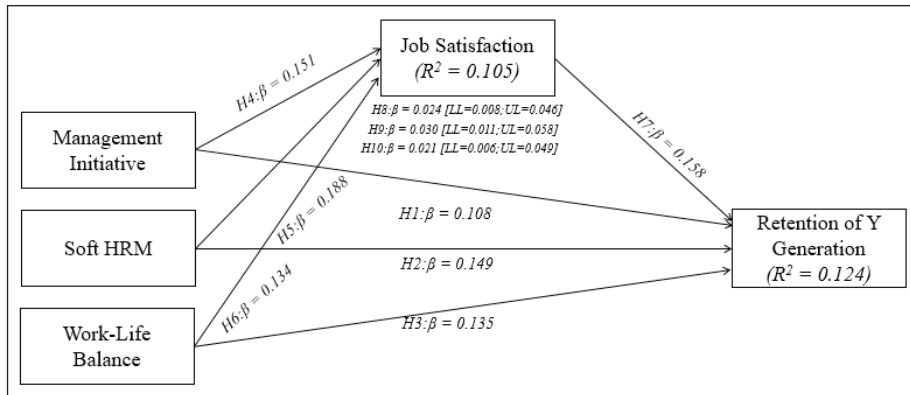 Job Satisfaction
(R² = 0.105)
H4:β = 0.151
H8:β = 0.024 [LL=0.008;UL=0.046]
H9:β = 0.030 [LL=0.011;UL=0.058]
H10:β = 0.021 [LL=0.006;UL=0.049]
H7:β = 0.158
Management
Initiative
H5:β = 0.188
H1:β = 0.108
Soft HRM
H2:β = 0.149
Retention of Y
Generation
(R² = 0.124)
H6:β = 0.134
H3:β = 0.135
Work-Life
Balance